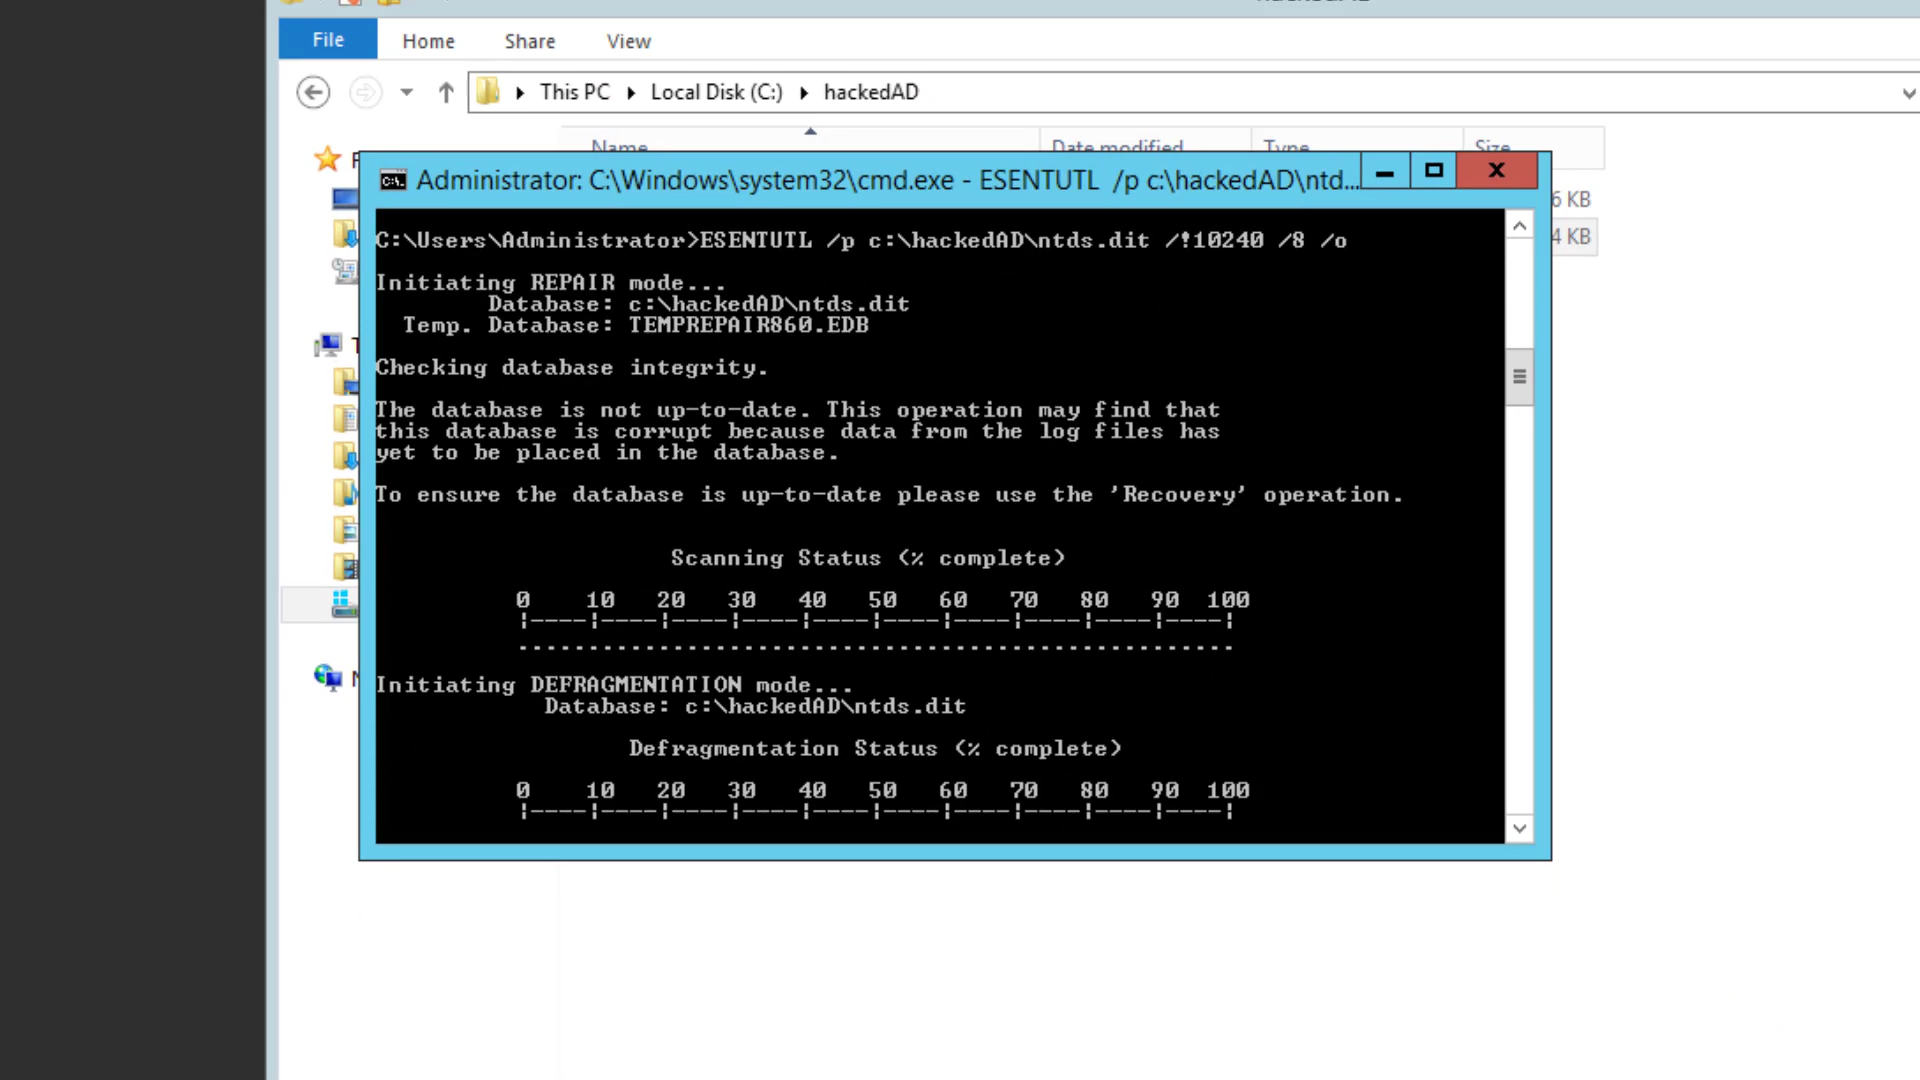 File
Home
Share
View
This PC
Local Disk (C:)
hackedAD
Name
Date modified
Type
Size
6 KB
4 KB
Administrator: C:\Windows\system32\cmd.exe - ESENTUTL /p c:\hackedAD\ntd...
C:\Users\Administrator>ESENTUTL /p c:\hackedAD\ntds.dit /!10240 /8 /o
Initiating REPAIR mode...
Database: c:\hackedAD\ntds.dit
Temp. Database: TEMPREPAIR860.EDB
Checking database integrity.
The database is not up-to-date. This operation may find that
this database is corrupt because data from the log files has
yet to be placed in the database.
To ensure the database is up-to-date please use the 'Recovery' operation.
Scanning Status (% complete)
0 10 20 30 40 50 60 70 80 90 100
|----|----|----|----|----|----|----|----|----|----|
...................................................
Initiating DEFRAGMENTATION mode...
Database: c:\hackedAD\ntds.dit
Defragmentation Status (% complete)
0 10 20 30 40 50 60 70 80 90 100
|----|----|----|----|----|----|----|----|----|----|